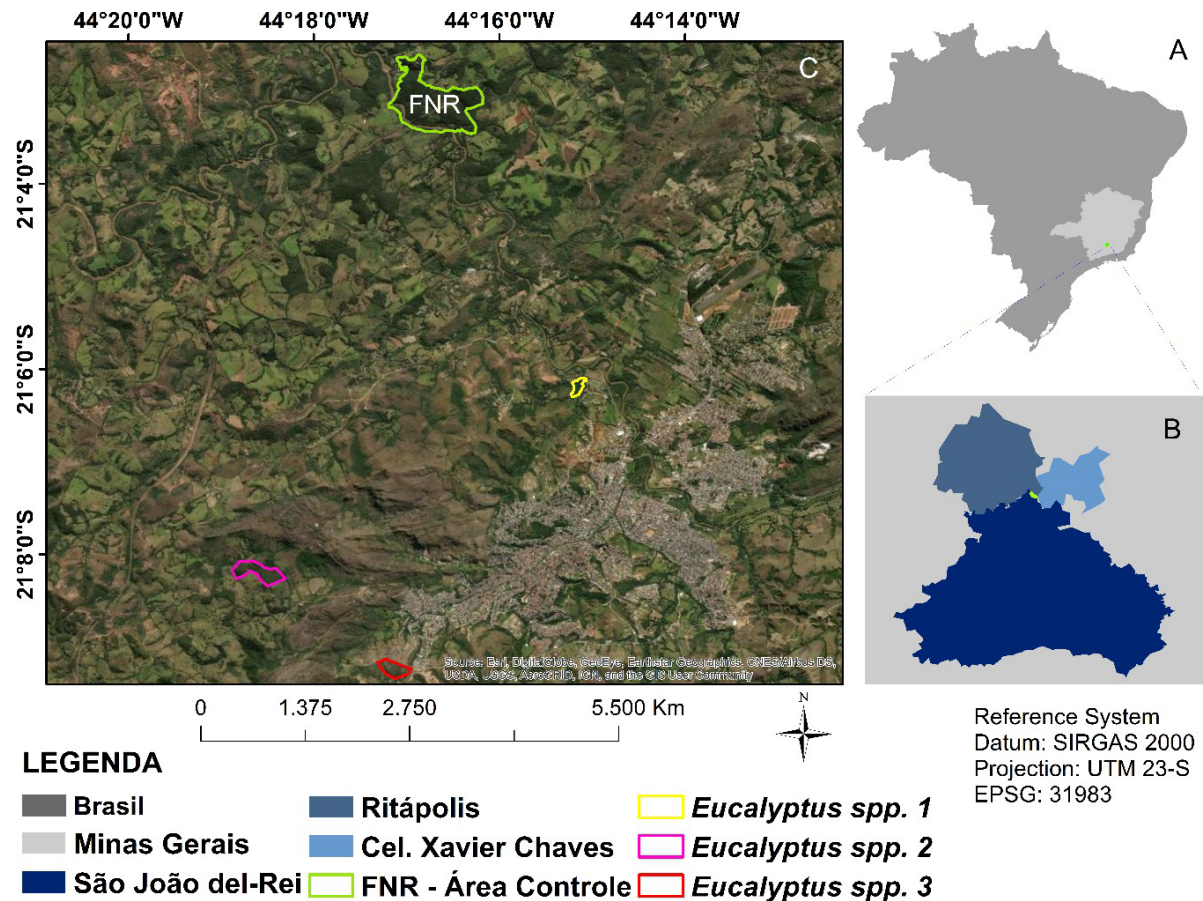 44°20'0"W 44°18'0"W 44°16'0"W 44°14'0"W
A
C
FNR
21°4'0"S
21°6'0"S
21°8'0"S
B
Source: Esri, DigitalGlobe, GeoEye, Earthstar Geographics, CNES/Airbus DS,
USDA, USGS, AeroGRID, IGN, and the GIS User Community
0 1.375 2.750 5.500 Km
N
Reference System
Datum: SIRGAS 2000
Projection: UTM 23-S
EPSG: 31983
LEGENDA
Brasil
Minas Gerais
São João del-Rei
Ritápolis
Cel. Xavier Chaves
FNR - Área Controle
Eucalyptus spp. 1
Eucalyptus spp. 2
Eucalyptus spp. 3